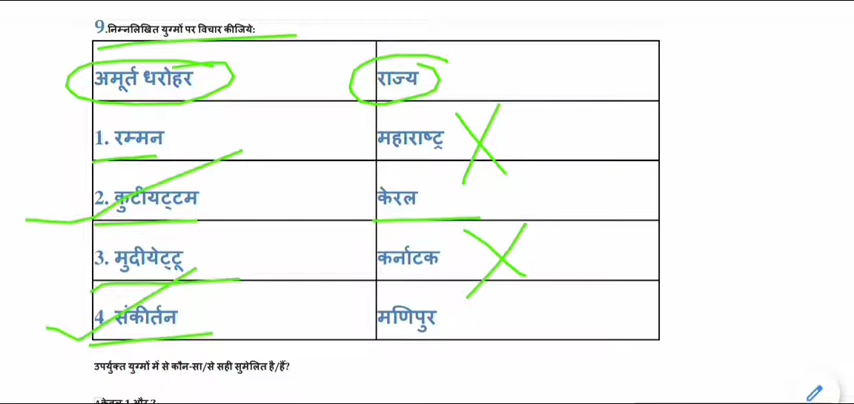 9.निम्नलिखित युग्मों पर विचार कीजिये:
अमूर्त धरोहर राज्य
1. रम्मन महाराष्ट्र
2. कुटीयट्टम केरल
3. मुदीयेट्टू कर्नाटक
4 संकीर्तन मणिपुर
उपर्युक्त युग्मों में से कौन-सा/से सही सुमेलित है/हैं?